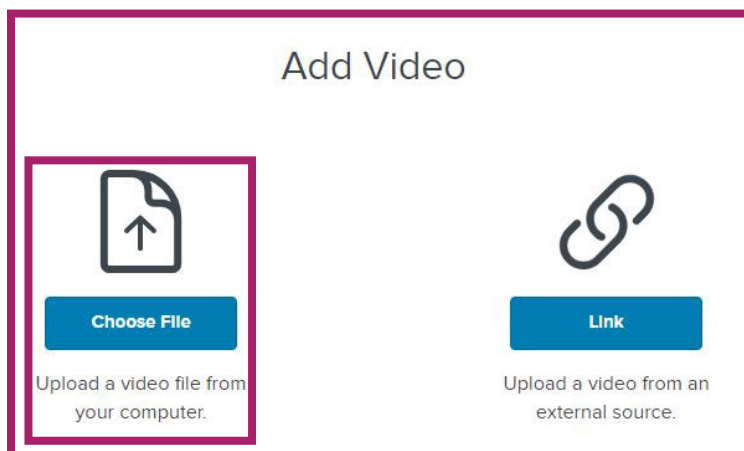 Add Video
Choose File
Upload a video file from
your computer.
Link
Upload a video from an
external source.